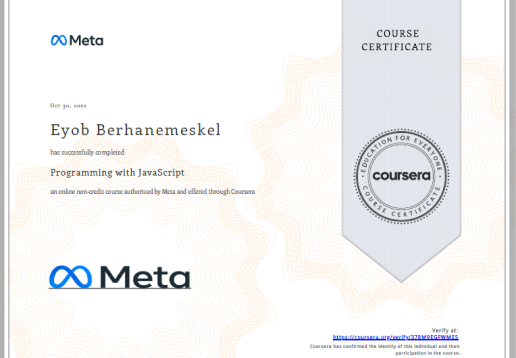 Meta
COURSE
CERTIFICATE
Oct 30, 2022
Eyob Berhanemeskel
has successfully completed
Programming with JavaScript
an online non-credit course authorized by Meta and offered through Coursera
EDUCATION FOR EVERYONE
coursera
COURSE CERTIFICATE
Meta
Verify at:
https://coursera.org/verify/378M9EGFWMES
Coursera has confirmed the identity of this individual and their
participation in the course.